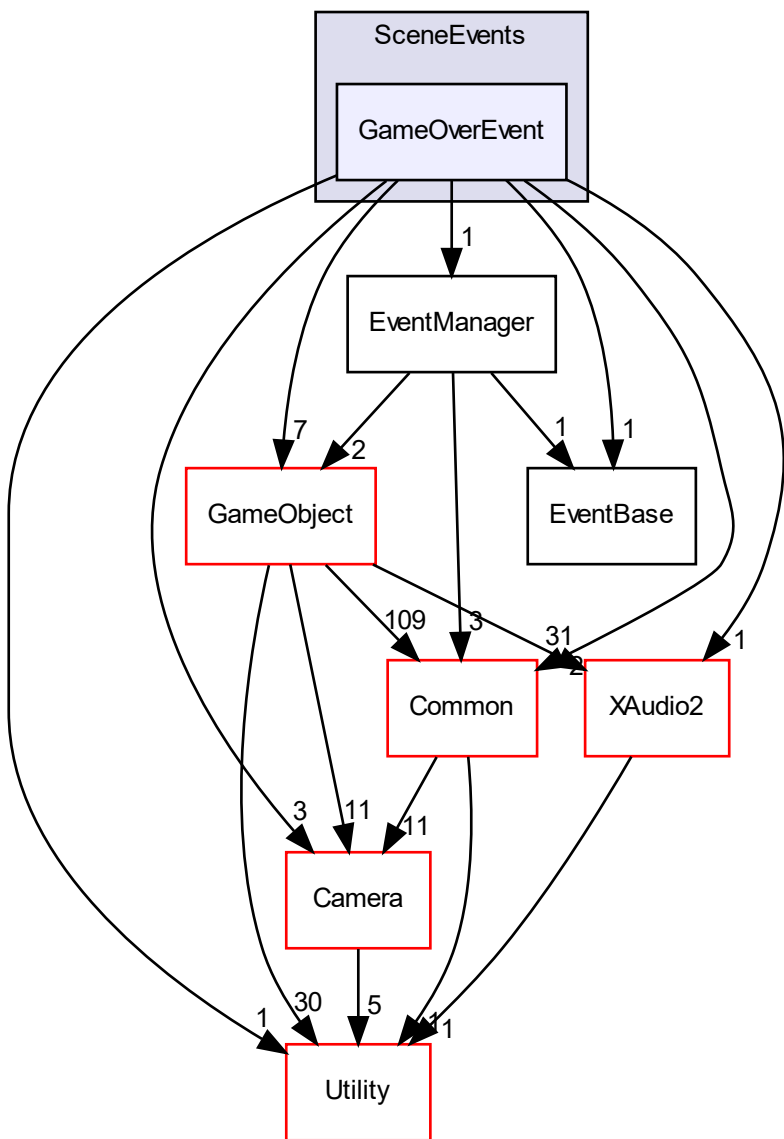 SceneEvents
GameOverEvent
1
EventManager
7
2
1
1
GameObject
EventBase
109
3
31
2
1
Common
XAudio2
3
11
11
Camera
1
30
5
1
1
Utility